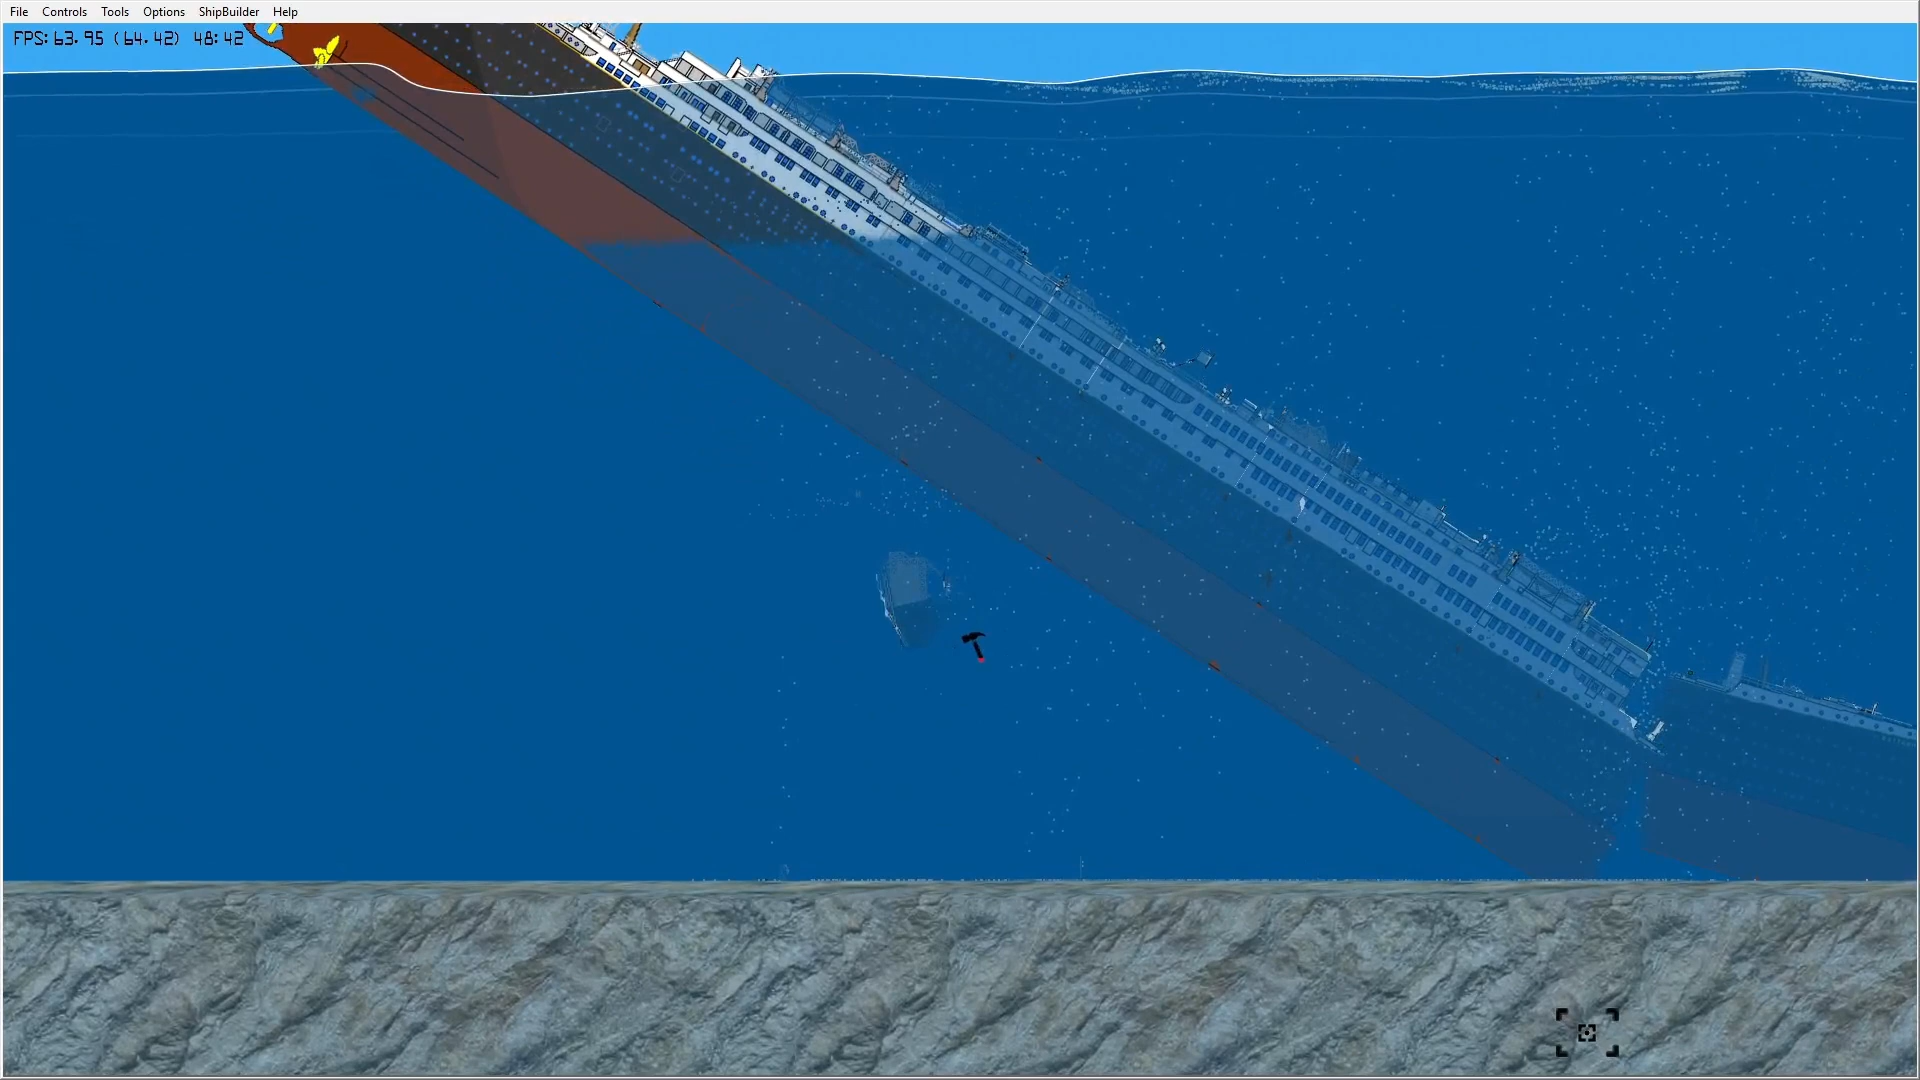 File Controls Tools Options ShipBuilder Help
FPS: 63.95 (64.42) 48:42